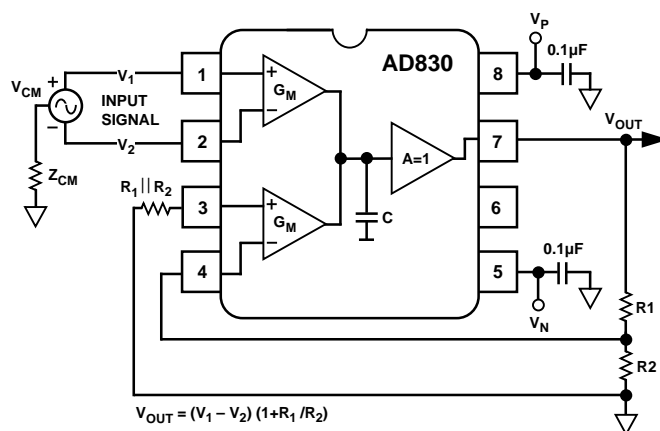 V_P
0.1µF
AD830
V_1
1
+
G_M
−
8
V_CM
+
−
INPUT
SIGNAL
V_2
2
A=1
7
V_OUT
Z_CM
R_1||R_2
3
+
G_M
−
C
6
4
5
0.1µF
V_N
R1
R2
V_OUT = (V_1 − V_2) (1+R_1/R_2)